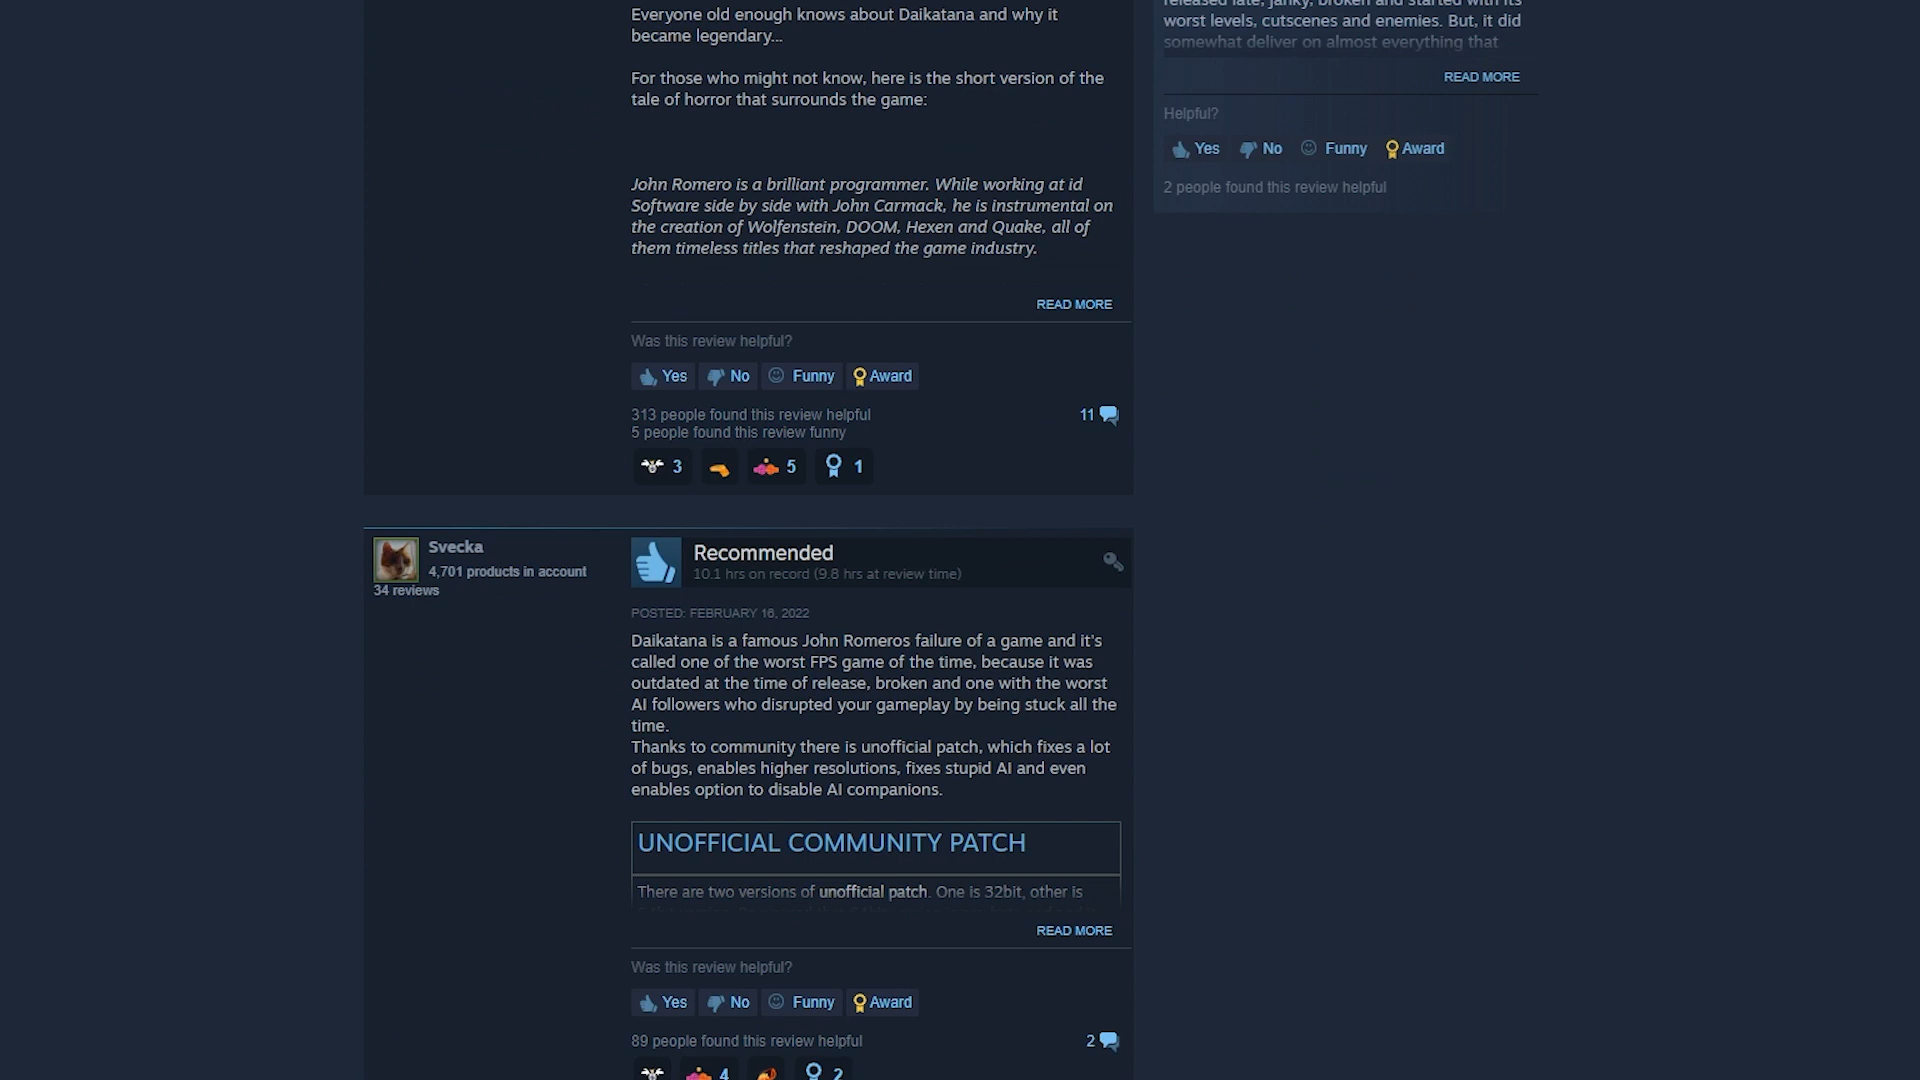 Everyone old enough knows about Daikatana and why it
became legendary...
For those who might not know, here is the short version of the
tale of horror that surrounds the game:
John Romero is a brilliant programmer. While working at id
Software side by side with John Carmack, he is instrumental on
the creation of Wolfenstein, DOOM, Hexen and Quake, all of
them timeless titles that reshaped the game industry.
READ MORE
Was this review helpful?
Yes No Funny Award
313 people found this review helpful
11
5 people found this review funny
3 5 1
Svecka
4,701 products in account
34 reviews
Recommended
10.1 hrs on record (9.8 hrs at review time)
POSTED: FEBRUARY 16, 2022
Daikatana is a famous John Romeros failure of a game and it's
called one of the worst FPS game of the time, because it was
outdated at the time of release, broken and one with the worst
AI followers who disrupted your gameplay by being stuck all the
time.
Thanks to community there is unofficial patch, which fixes a lot
of bugs, enables higher resolutions, fixes stupid AI and even
enables option to disable AI companions.
UNOFFICIAL COMMUNITY PATCH
There are two versions of unofficial patch. One is 32bit, other is
READ MORE
Was this review helpful?
Yes No Funny Award
89 people found this review helpful
2
4 2
released late, janky, broken and started with its
worst levels, cutscenes and enemies. But, it did
somewhat deliver on almost everything that
READ MORE
Helpful?
Yes No Funny Award
2 people found this review helpful